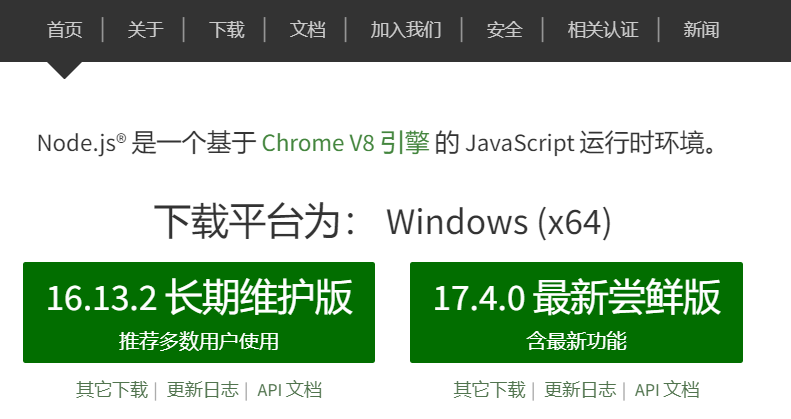 首页 | 关于 | 下载 | 文档 | 加入我们 | 安全 | 相关认证 | 新闻
Node.js® 是一个基于 Chrome V8 引擎 的 JavaScript 运行时环境。
下载平台为： Windows (x64)
16.13.2 长期维护版
推荐多数用户使用
其它下载 | 更新日志 | API 文档
17.4.0 最新尝鲜版
含最新功能
其它下载 | 更新日志 | API 文档